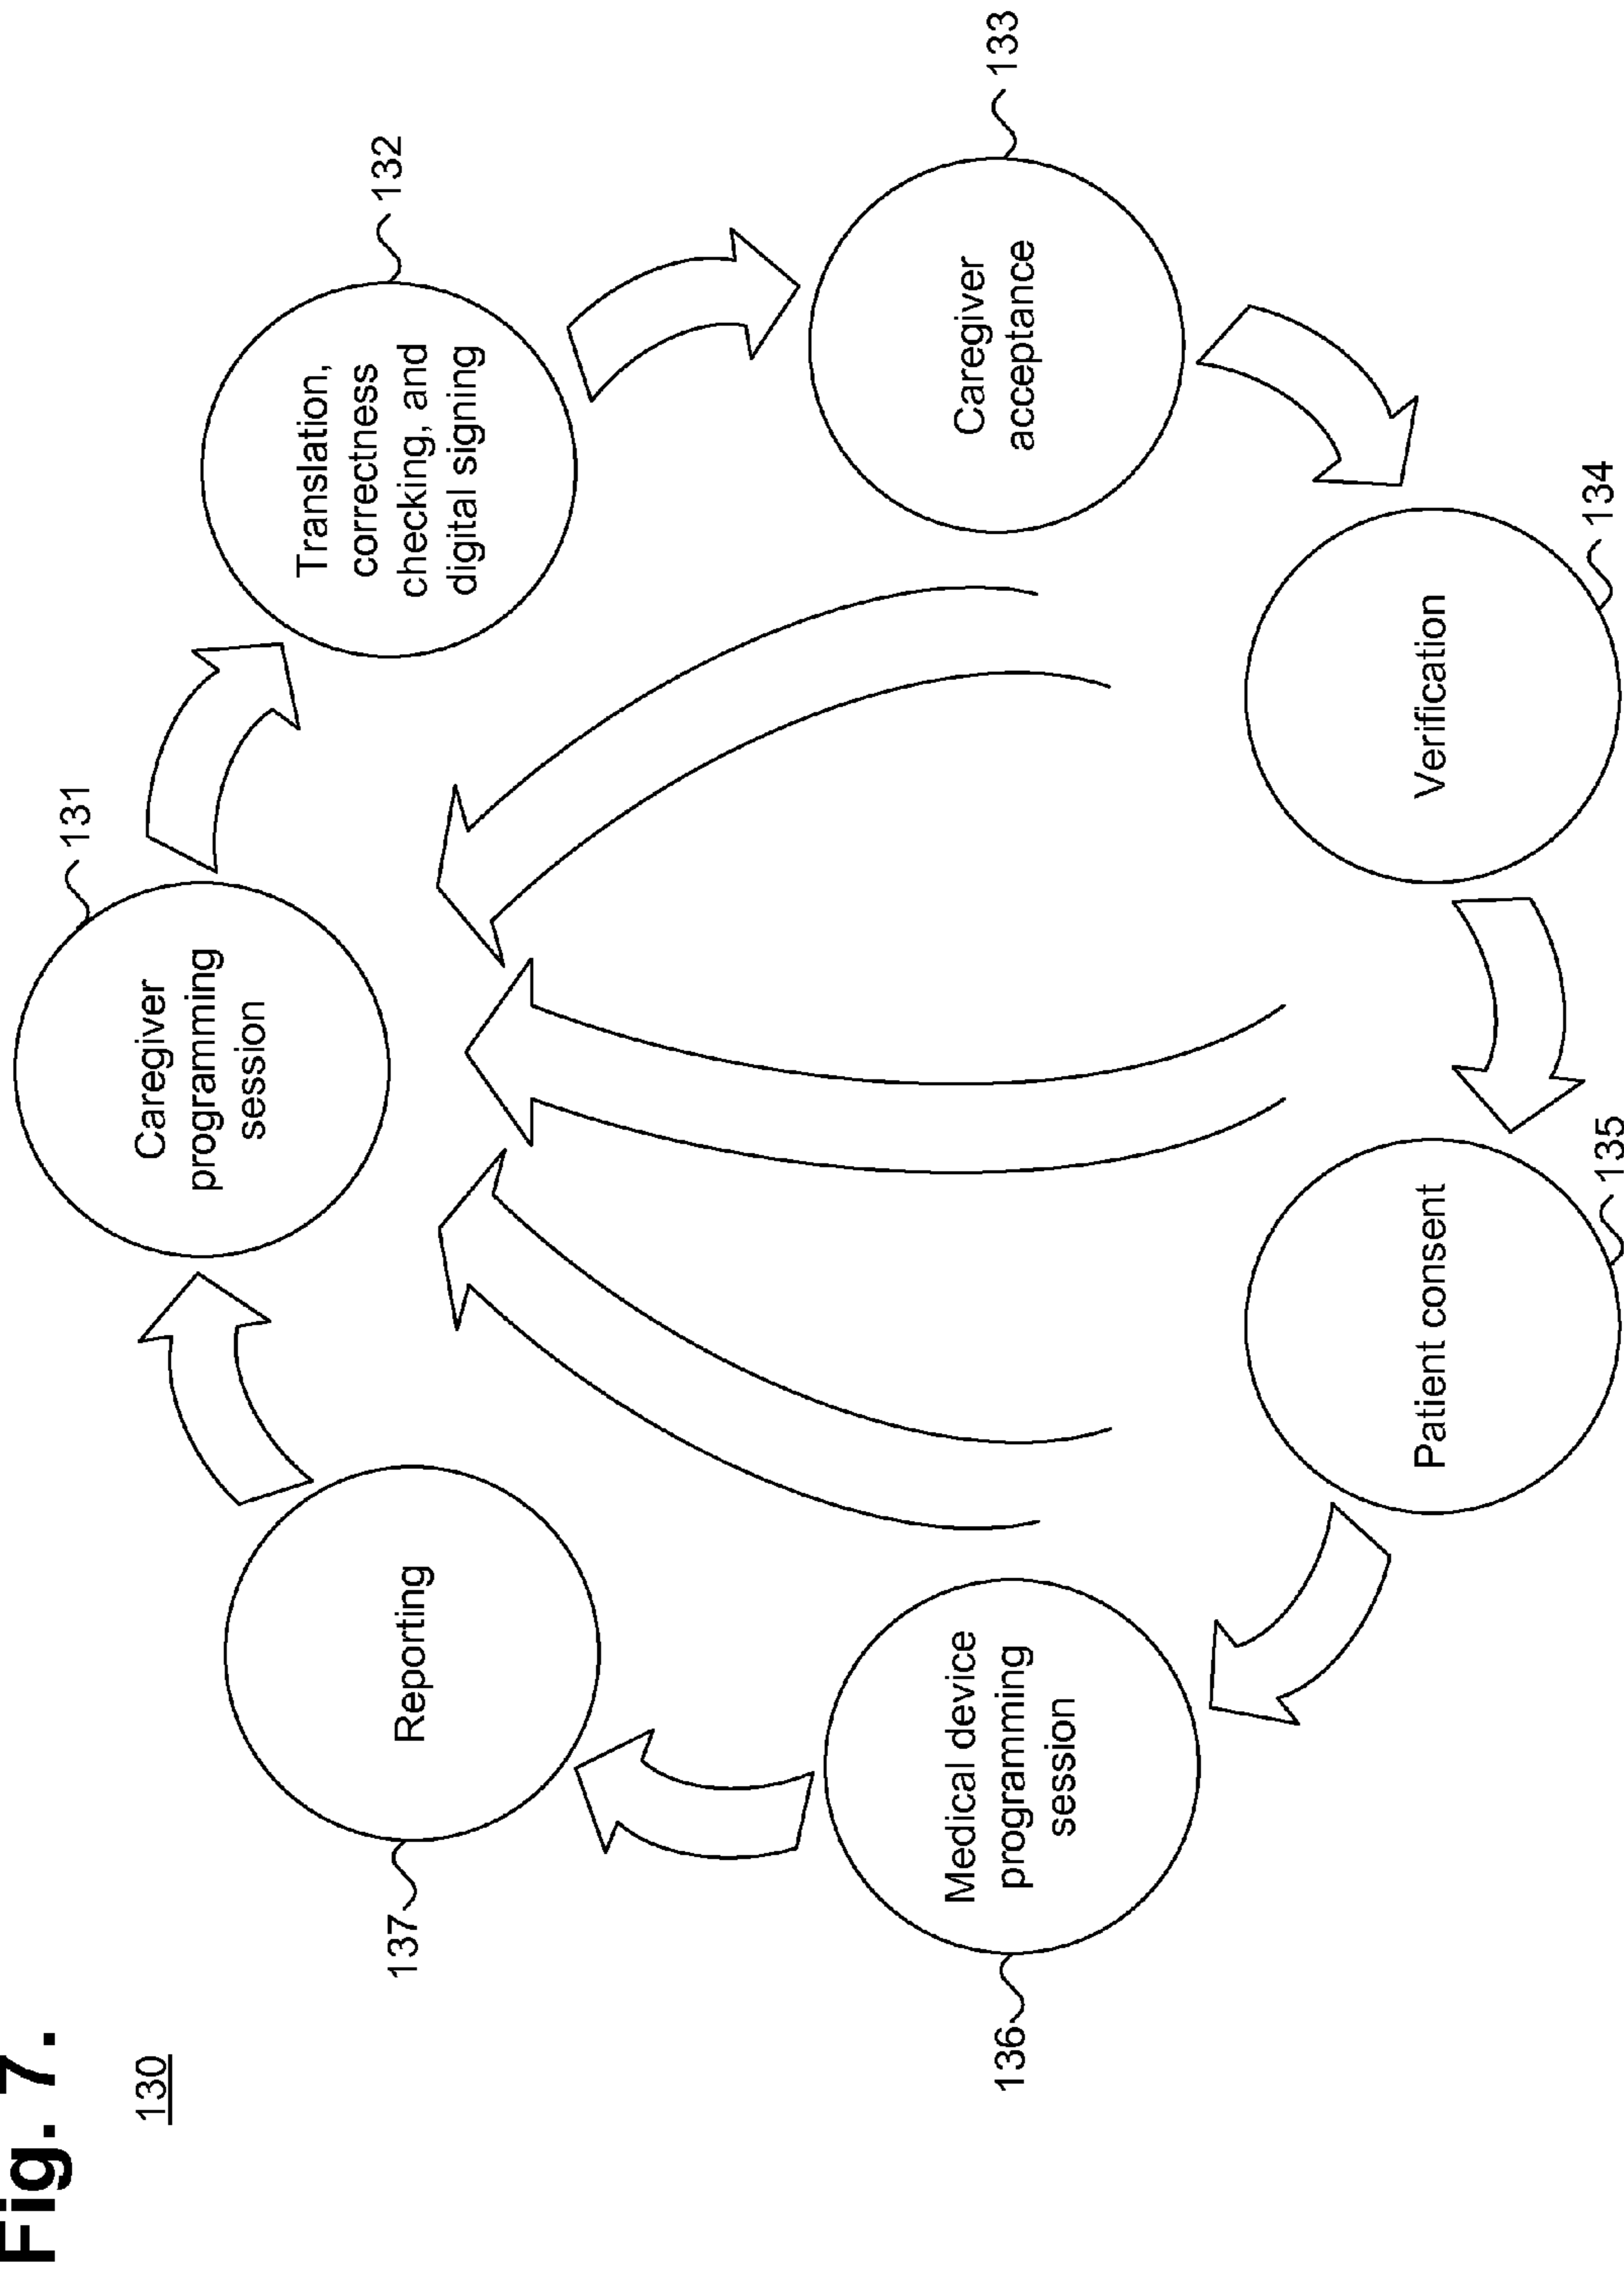 Fig. 7.
130
131
Caregiver
programming
session
132
Translation,
correctness
checking, and
digital signing
133
Caregiver
acceptance
134
Verification
135
Patient consent
136
Medical device
programming
session
137
Reporting